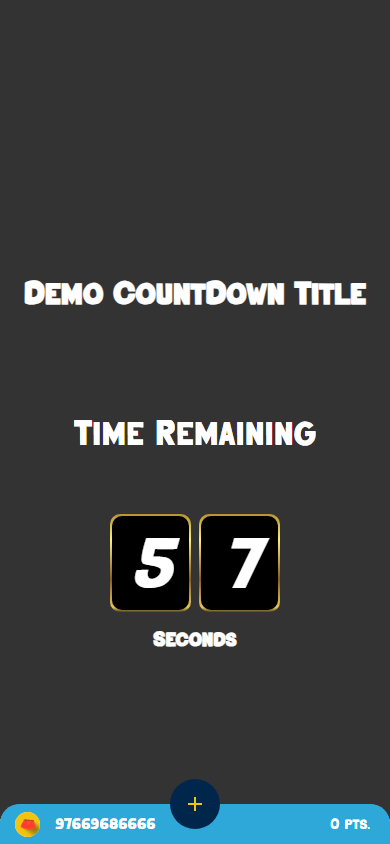 Demo CountDown Title
Time Remaining
5 7
Seconds
+
97669686666 0 pts.